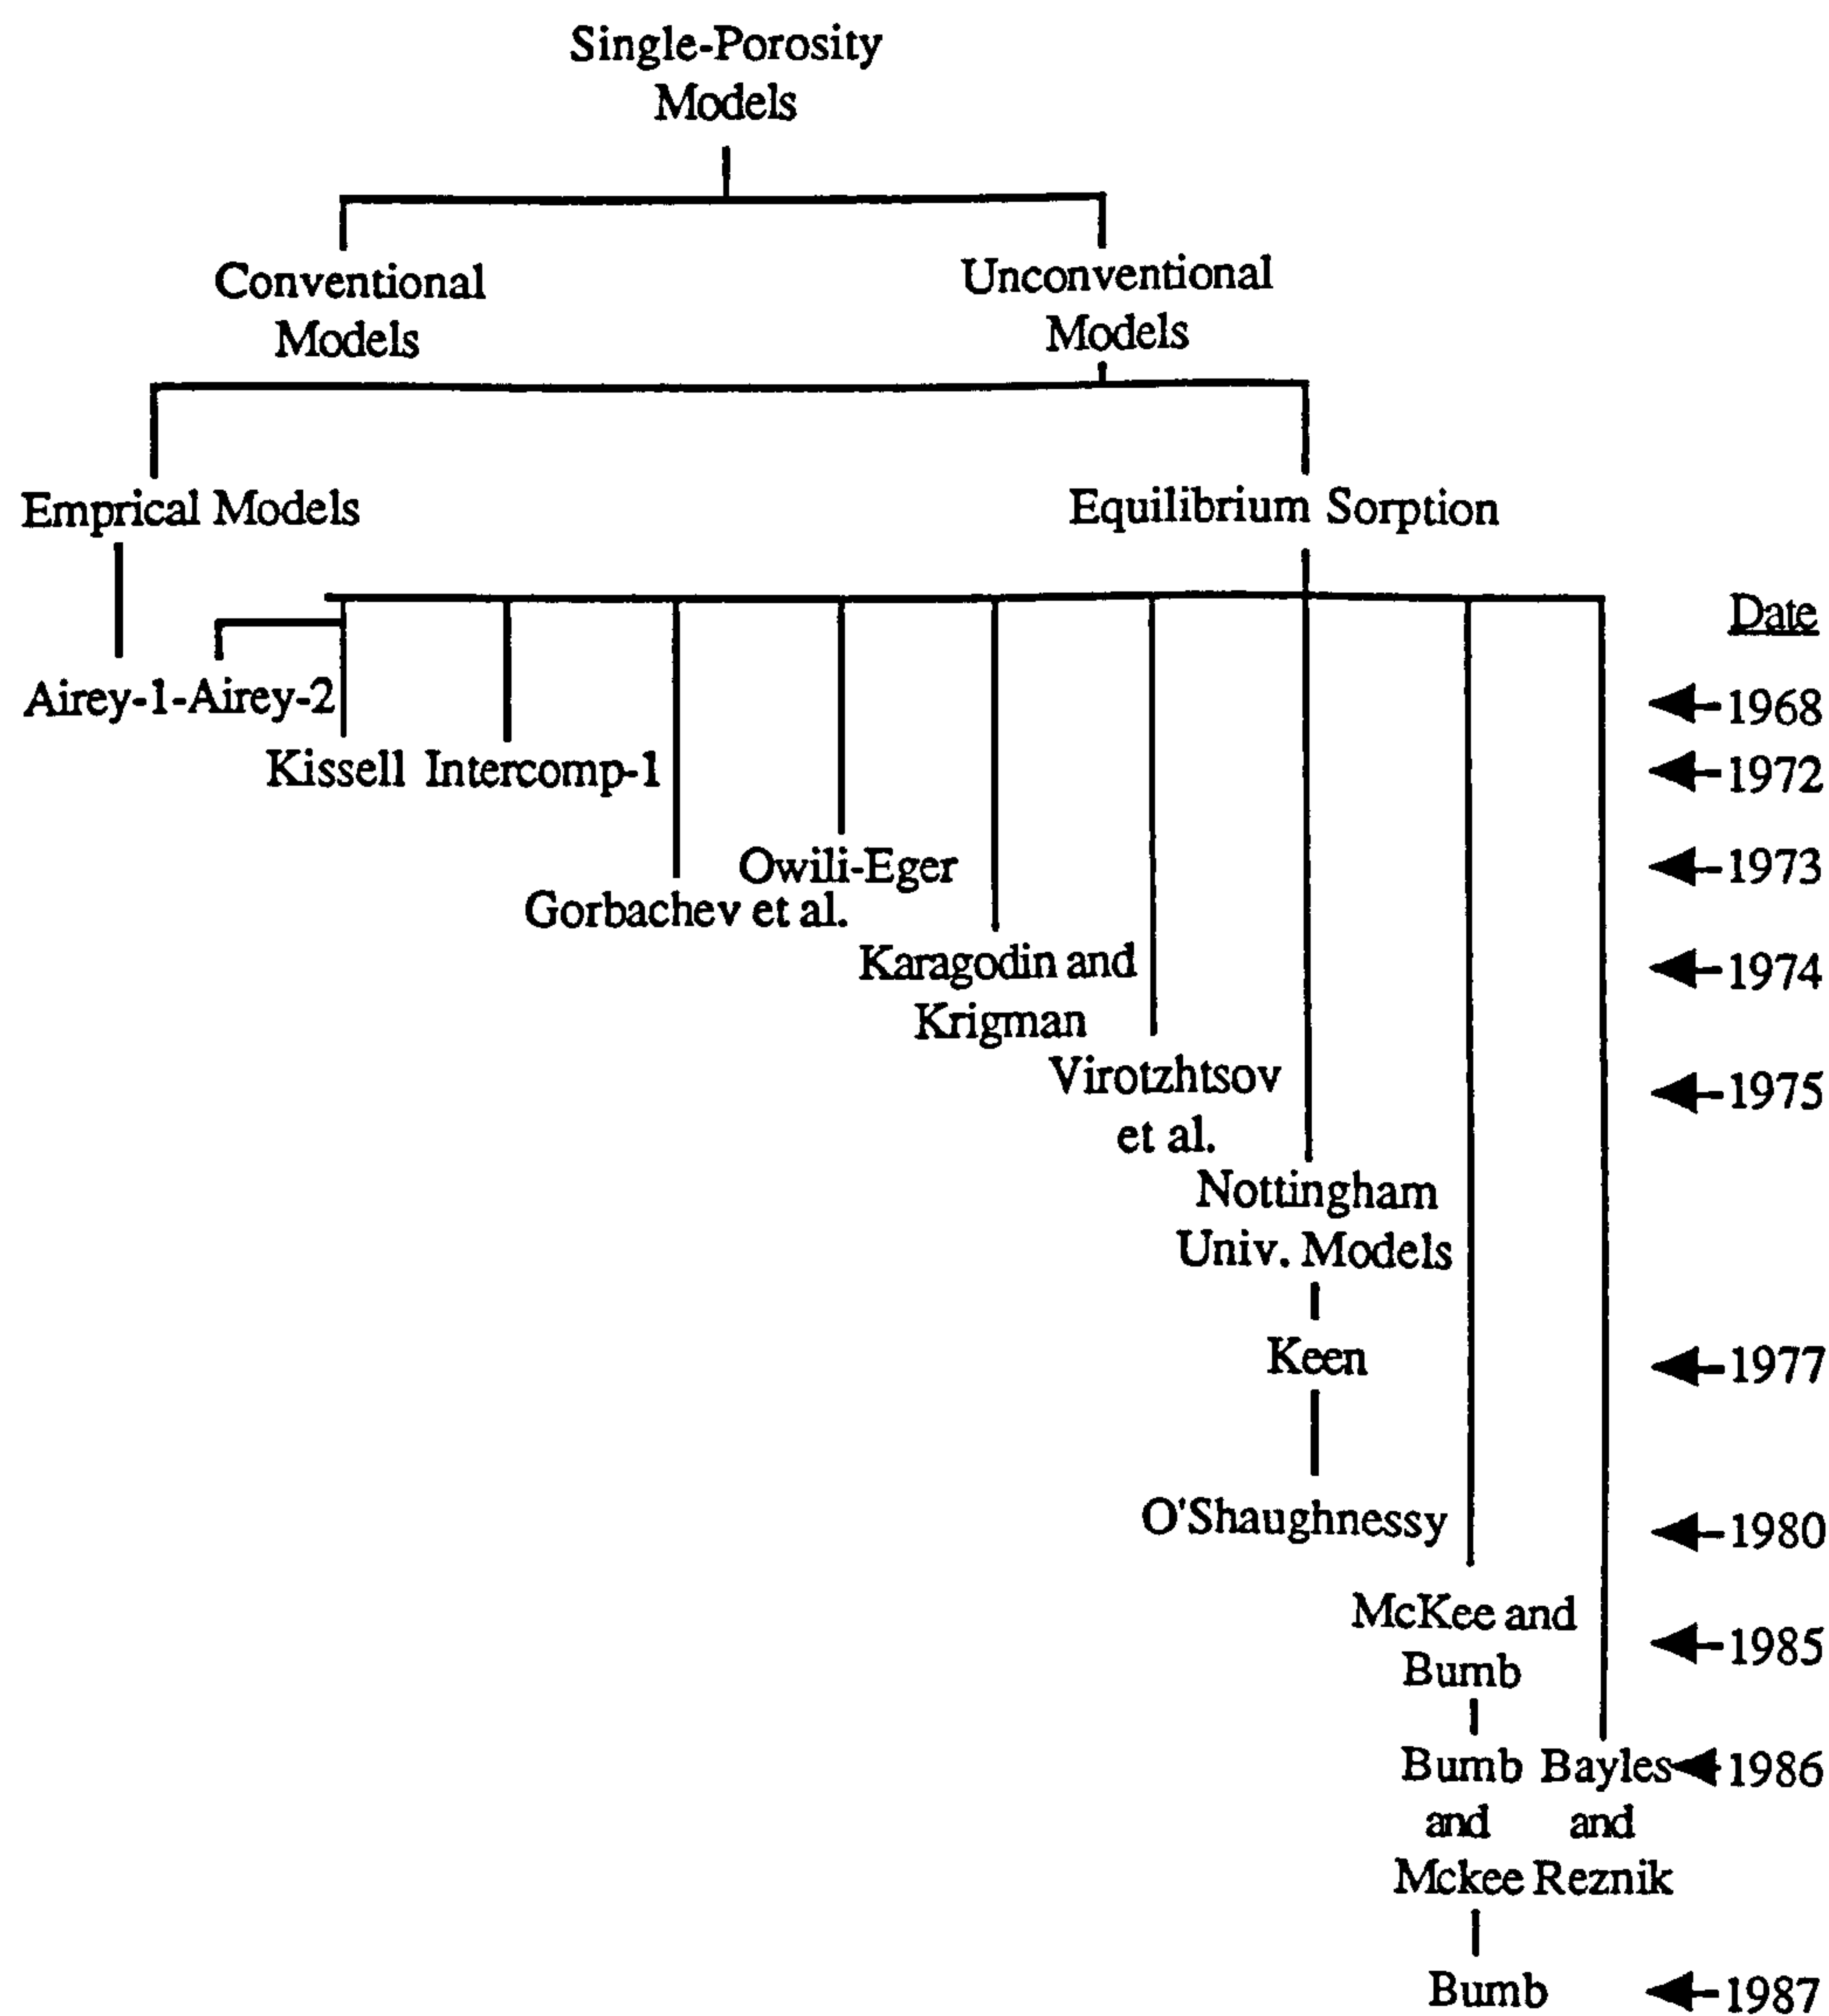 Single-Porosity
Models
Conventional
Models
Unconventional
Models
Emprical Models
Equilibrium Sorption
Date
Airey-1-Airey-2
1968
Kissell Intercomp-1
1972
Owili-Eger
1973
Gorbachev et al.
Karagodin and
Krigman
1974
Virotzhtsov
et al.
1975
Nottingham
Univ. Models
Keen
1977
O'Shaughnessy
1980
McKee and
Bumb
1985
Bumb Bayles
1986
and and
Mckee Reznik
Bumb
1987